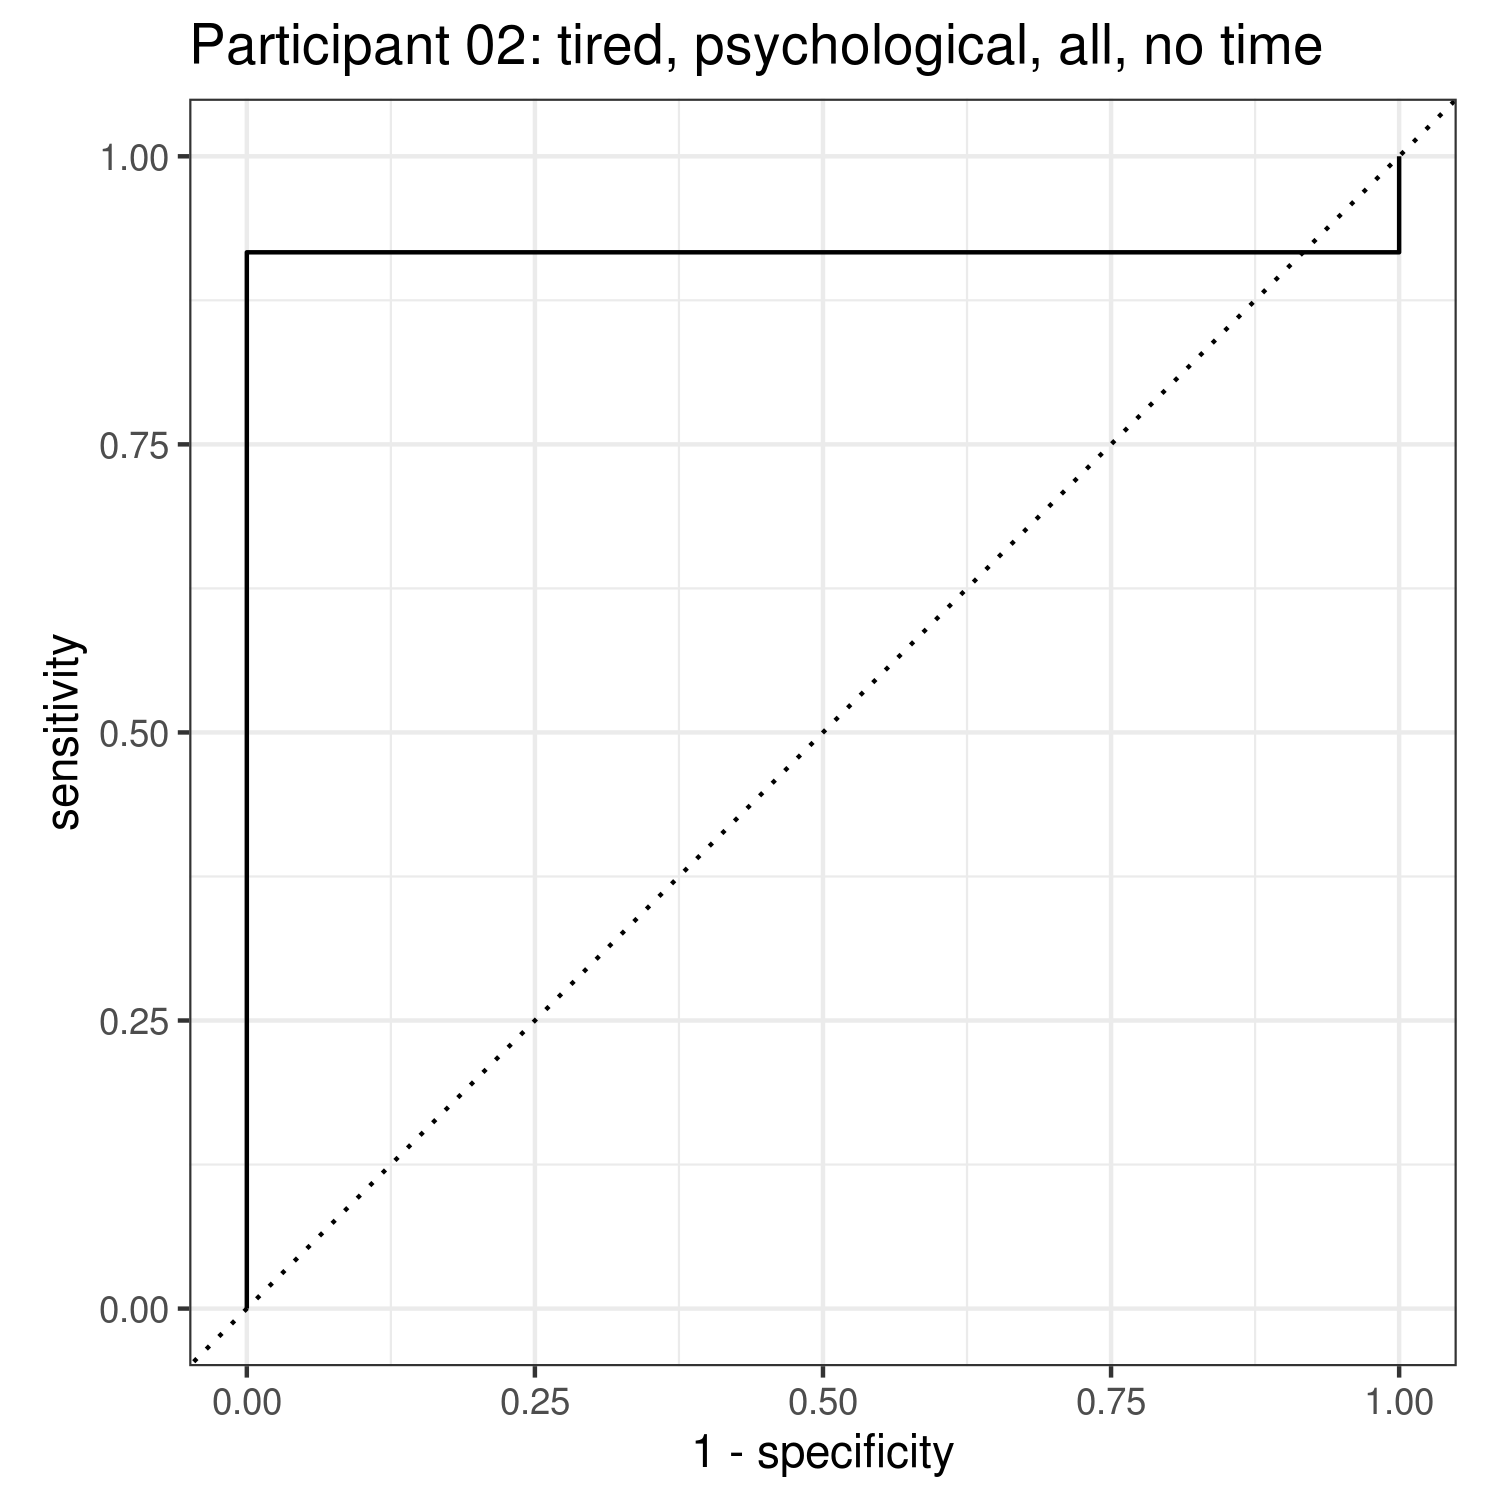 Participant 02: tired, psychological, all, no time
1.00
0.75
0.50
0.25
0.00
sensitivity
0.00 0.25 0.50 0.75 1.00
1 - specificity